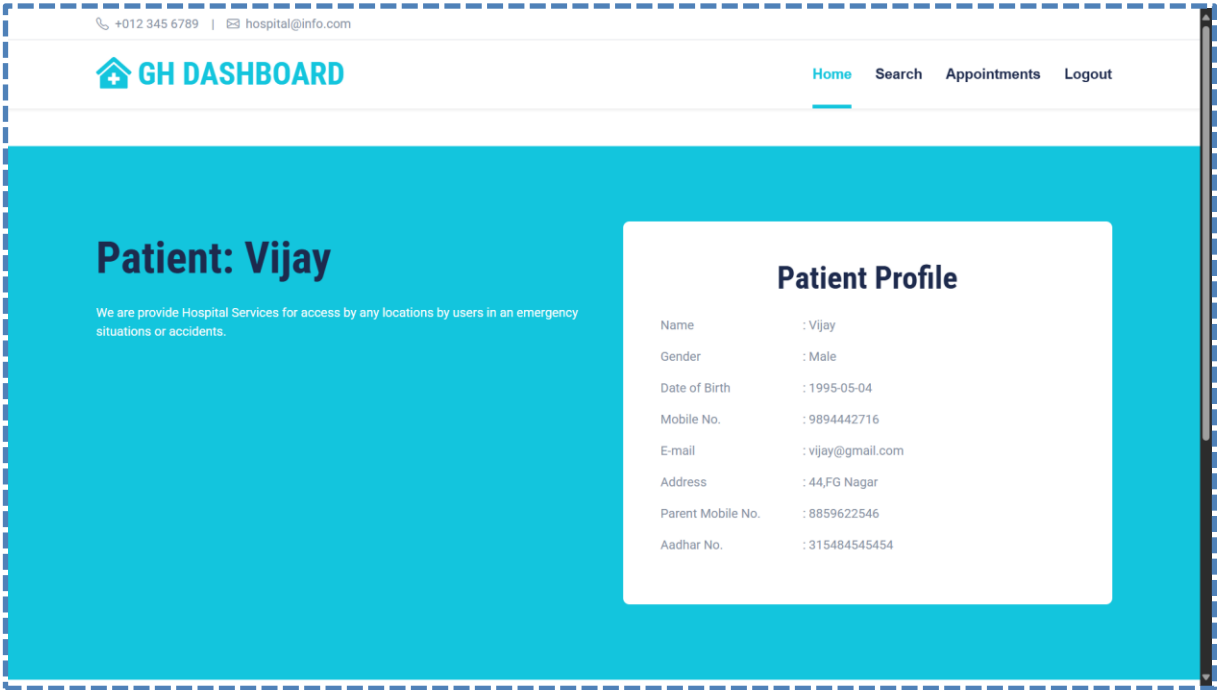 +012 345 6789 | hospital@info.com
GH DASHBOARD
Home Search Appointments Logout
Patient: Vijay
We are provide Hospital Services for access by any locations by users in an emergency
situations or accidents.
Patient Profile
Name : Vijay
Gender : Male
Date of Birth : 1995-05-04
Mobile No. : 9894442716
E-mail : vijay@gmail.com
Address : 44,FG Nagar
Parent Mobile No. : 8859622546
Aadhar No. : 315484545454